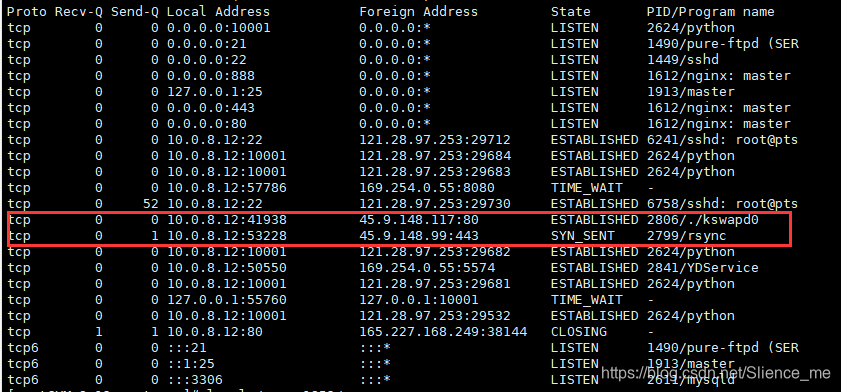 Proto Recv-Q Send-Q Local Address Foreign Address State PID/Program name
tcp 0 0 0.0.0.0:10001 0.0.0.0:* LISTEN 2624/python
tcp 0 0 0.0.0.0:21 0.0.0.0:* LISTEN 1490/pure-ftpd (SER
tcp 0 0 0.0.0.0:22 0.0.0.0:* LISTEN 1449/sshd
tcp 0 0 0.0.0.0:888 0.0.0.0:* LISTEN 1612/nginx: master
tcp 0 0 127.0.0.1:25 0.0.0.0:* LISTEN 1913/master
tcp 0 0 0.0.0.0:443 0.0.0.0:* LISTEN 1612/nginx: master
tcp 0 0 0.0.0.0:80 0.0.0.0:* LISTEN 1612/nginx: master
tcp 0 0 10.0.8.12:22 121.28.97.253:29712 ESTABLISHED 6241/sshd: root@pts
tcp 0 0 10.0.8.12:10001 121.28.97.253:29684 ESTABLISHED 2624/python
tcp 0 0 10.0.8.12:10001 121.28.97.253:29683 ESTABLISHED 2624/python
tcp 0 0 10.0.8.12:57786 169.254.0.55:8080 TIME_WAIT -
tcp 0 52 10.0.8.12:22 121.28.97.253:29730 ESTABLISHED 6758/sshd: root@pts
tcp 0 0 10.0.8.12:41938 45.9.148.117:80 ESTABLISHED 2806/./kswapd0
tcp 0 1 10.0.8.12:53228 45.9.148.99:443 SYN_SENT 2799/rsync
tcp 0 0 10.0.8.12:10001 121.28.97.253:29682 ESTABLISHED 2624/python
tcp 0 0 10.0.8.12:50550 169.254.0.55:5574 ESTABLISHED 2841/YDService
tcp 0 0 10.0.8.12:10001 121.28.97.253:29681 ESTABLISHED 2624/python
tcp 0 0 127.0.0.1:55760 127.0.0.1:10001 TIME_WAIT -
tcp 0 0 10.0.8.12:10001 121.28.97.253:29532 ESTABLISHED 2624/python
tcp 1 1 10.0.8.12:80 165.227.168.249:38144 CLOSING -
tcp6 0 0 :::21 :::* LISTEN 1490/pure-ftpd (SER
tcp6 0 0 ::1:25 :::* LISTEN 1913/master
tcp6 0 0 :::3306 :::* LISTEN 2611/mysqld
https://blog.csdn.net/Slience_me